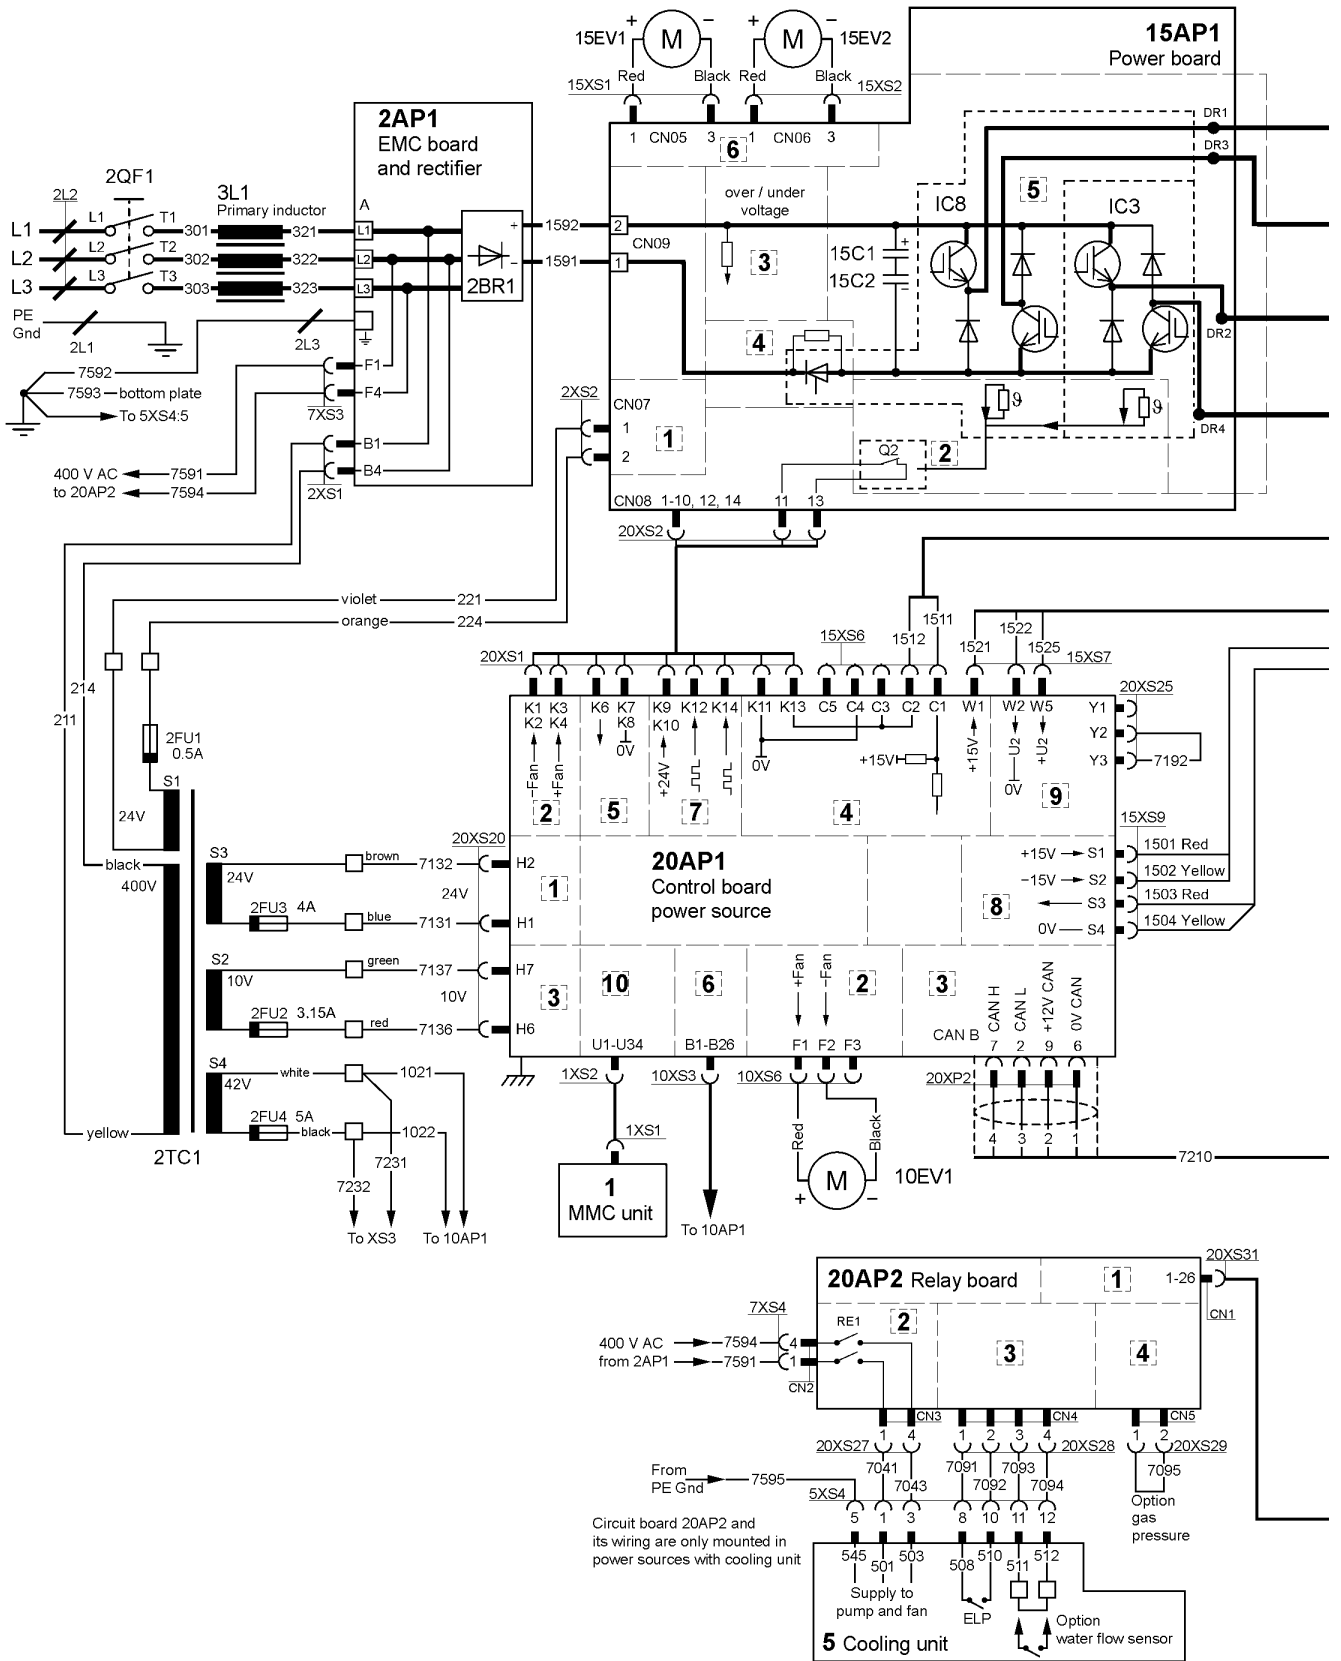 15AP1
Power board
15EV1
+
M
−
+
M
−
15EV2
Red
Black
Red
Black
15XS1
15XS2
1
CN05
3
1
CN06
3
6
DR1
DR3
2AP1
EMC board
and rectifier
2QF1
2L2
3L1
Primary inductor
A
L1
L1
T1
301
321
L1
L2
L2
T2
302
322
L2
L3
L3
T3
303
323
L3
+
−
2BR1
1592
1591
2
CN09
1
over / under
voltage
3
15C1
15C2
+
−
IC8
5
IC3
DR2
DR4
4
PE
Gnd
2L1
2L3
7592
7593
bottom plate
To 5XS4:5
F1
F4
7XS3
B1
B4
2XS1
400 V AC
7591
to 20AP2
7594
2XS2
CN07
1
2
1
Q2
2
ϑ
ϑ
CN08
1-10, 12, 14
11
13
20XS2
violet
221
orange
224
214
211
2FU1
0.5A
S1
24V
black
400V
yellow
2TC1
S3
24V
2FU3
4A
brown
7132
blue
7131
24V
20XS20
S2
10V
2FU2
3.15A
green
7137
red
7136
10V
S4
42V
2FU4
5A
white
1021
black
1022
7231
7232
To XS3
To 10AP1
20XS1
15XS6
1512
1511
1521
1522
1525
15XS7
K1
K2
K3
K4
K6
K7
K8
K9
K10
K12
K14
K11
K13
C5
C4
C3
C2
C1
W1
W2
W5
−Fan
+Fan
0V
+24V
0V
+15V
+15V
−U2
0V
+U2
2
5
7
4
9
20XS25
Y1
Y2
Y3
7192
15XS9
20AP1
Control board
power source
H2
H1
H7
H6
1
3
8
+15V
S1
1501 Red
−15V
S2
1502 Yellow
S3
1503 Red
0V
S4
1504 Yellow
10
6
2
3
+Fan
−Fan
CAN H
CAN L
+12V CAN
0V CAN
CAN B
U1-U34
B1-B26
F1
F2
F3
7
2
9
6
1XS2
10XS3
10XS6
20XP2
4
3
2
1
7210
1XS1
1
MMC unit
To 10AP1
Red
Black
+
M
−
10EV1
20AP2 Relay board
1
1-26
20XS31
CN1
7XS4
RE1
2
3
4
400 V AC
7594
4
from 2AP1
7591
1
CN2
CN3
CN4
CN5
1
4
1
2
3
4
1
2
20XS27
20XS28
20XS29
7041
7043
7091
7092
7093
7094
7095
From
PE Gnd
7595
5XS4
5
1
3
8
10
11
12
Option
gas
pressure
Circuit board 20AP2 and
its wiring are only mounted in
power sources with cooling unit
545
501
503
508
510
511
512
Supply to
pump and fan
ELP
Option
water flow sensor
5 Cooling unit